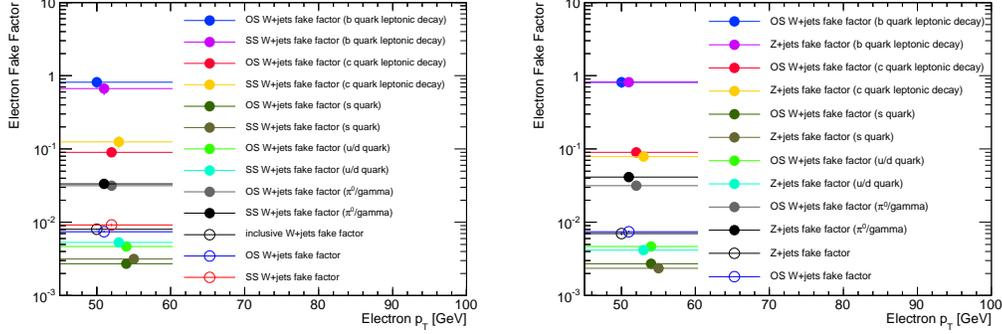 Electron Fake Factor
10
1
10⁻¹
10⁻²
10⁻³
50 60 70 80 90 100
Electron p_T [GeV]
OS W+jets fake factor (b quark leptonic decay)
SS W+jets fake factor (b quark leptonic decay)
OS W+jets fake factor (c quark leptonic decay)
SS W+jets fake factor (c quark leptonic decay)
OS W+jets fake factor (s quark)
SS W+jets fake factor (s quark)
OS W+jets fake factor (u/d quark)
SS W+jets fake factor (u/d quark)
OS W+jets fake factor (π⁰/gamma)
SS W+jets fake factor (π⁰/gamma)
inclusive W+jets fake factor
OS W+jets fake factor
SS W+jets fake factor
Electron Fake Factor
10
1
10⁻¹
10⁻²
10⁻³
50 60 70 80 90 100
Electron p_T [GeV]
OS W+jets fake factor (b quark leptonic decay)
Z+jets fake factor (b quark leptonic decay)
OS W+jets fake factor (c quark leptonic decay)
Z+jets fake factor (c quark leptonic decay)
OS W+jets fake factor (s quark)
Z+jets fake factor (s quark)
OS W+jets fake factor (u/d quark)
Z+jets fake factor (u/d quark)
OS W+jets fake factor (π⁰/gamma)
Z+jets fake factor (π⁰/gamma)
Z+jets fake factor
OS W+jets fake factor